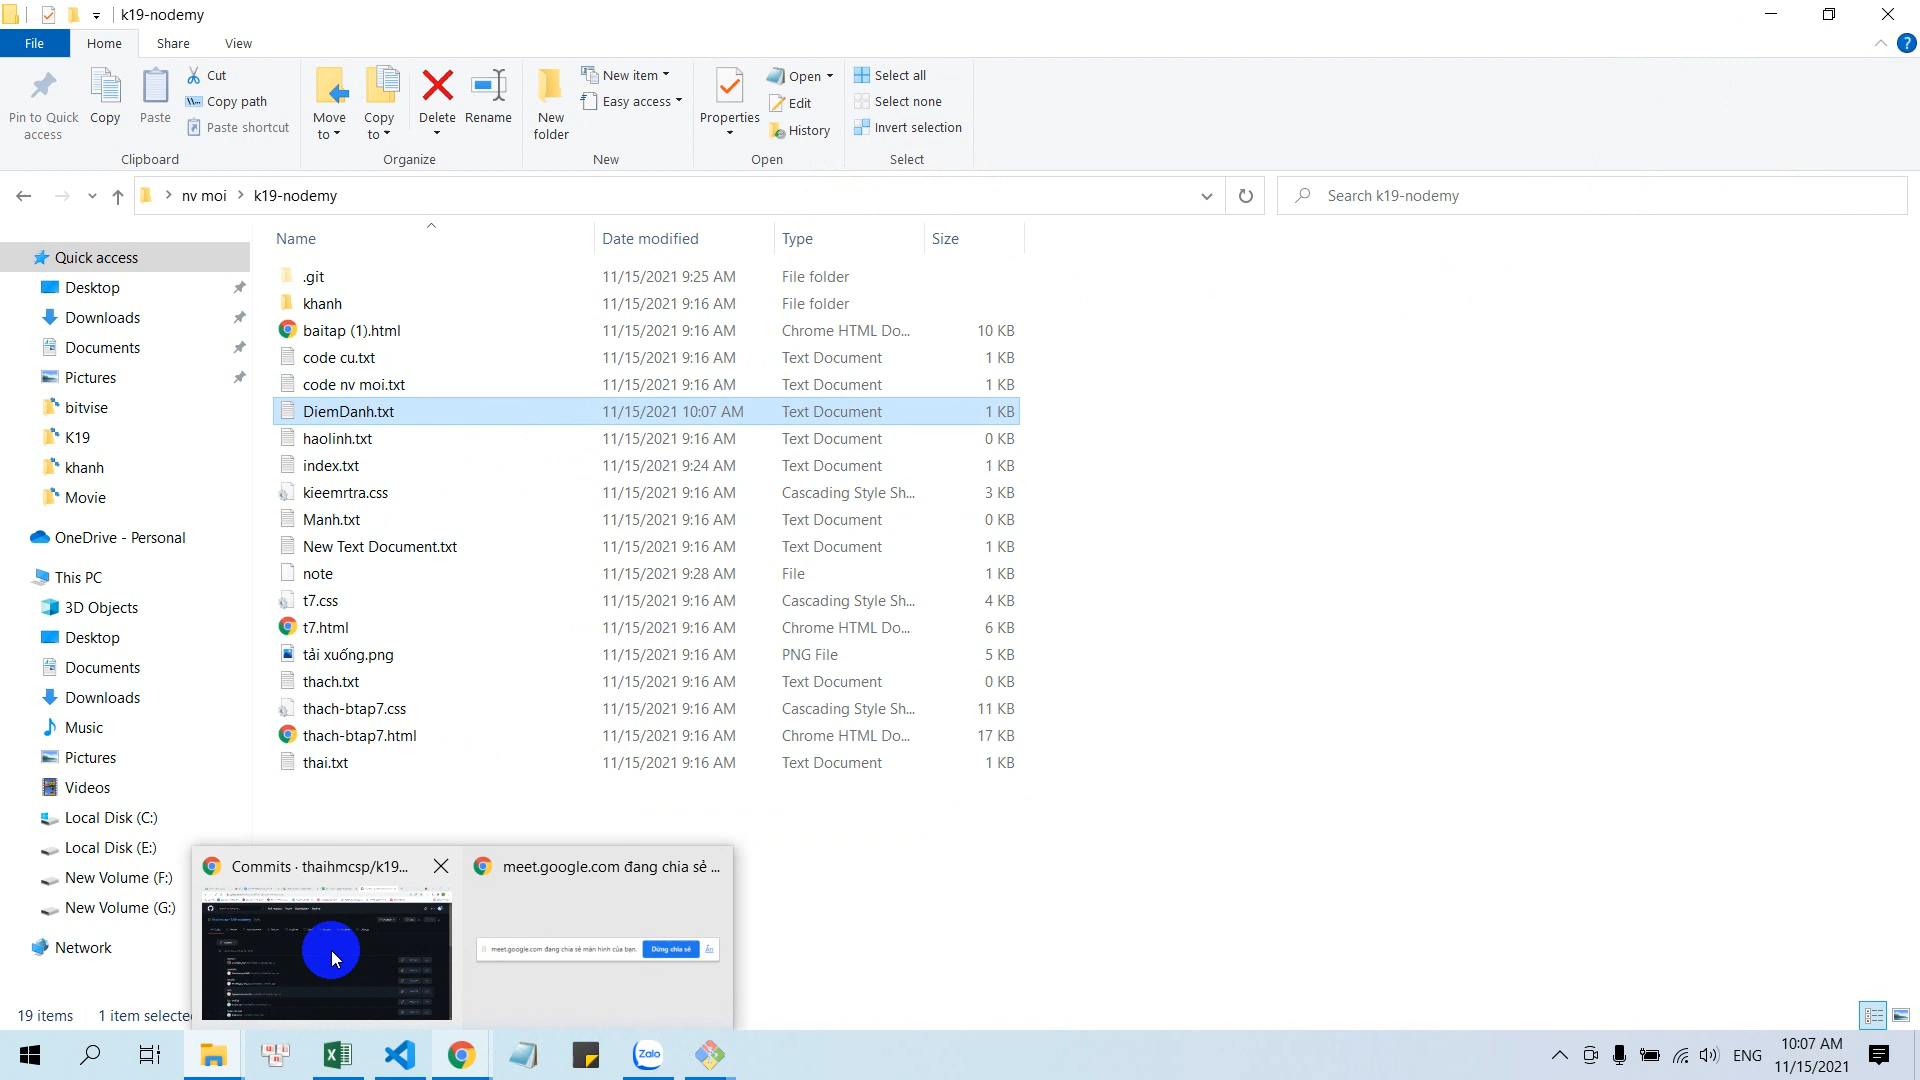 k19-nodemy
File
Home
Share
View
Pin to Quick access
Copy
Paste
Cut
Copy path
Paste shortcut
Clipboard
Move to
Copy to
Delete
Rename
Organize
New folder
New item
Easy access
New
Properties
Open
Edit
History
Open
Select all
Select none
Invert selection
Select
nv moi
k19-nodemy
Search k19-nodemy
Name Date modified Type Size
.git 11/15/2021 9:25 AM File folder
khanh 11/15/2021 9:16 AM File folder
baitap (1).html 11/15/2021 9:16 AM Chrome HTML Do... 10 KB
code cu.txt 11/15/2021 9:16 AM Text Document 1 KB
code nv moi.txt 11/15/2021 9:16 AM Text Document 1 KB
DiemDanh.txt 11/15/2021 10:07 AM Text Document 1 KB
haolinh.txt 11/15/2021 9:16 AM Text Document 0 KB
index.txt 11/15/2021 9:24 AM Text Document 1 KB
kieemrtra.css 11/15/2021 9:16 AM Cascading Style Sh... 3 KB
Manh.txt 11/15/2021 9:16 AM Text Document 0 KB
New Text Document.txt 11/15/2021 9:16 AM Text Document 1 KB
note 11/15/2021 9:28 AM File 1 KB
t7.css 11/15/2021 9:16 AM Cascading Style Sh... 4 KB
t7.html 11/15/2021 9:16 AM Chrome HTML Do... 6 KB
tải xuống.png 11/15/2021 9:16 AM PNG File 5 KB
thach.txt 11/15/2021 9:16 AM Text Document 0 KB
thach-btap7.css 11/15/2021 9:16 AM Cascading Style Sh... 11 KB
thach-btap7.html 11/15/2021 9:16 AM Chrome HTML Do... 17 KB
thai.txt 11/15/2021 9:16 AM Text Document 1 KB
Quick access
Desktop
Downloads
Documents
Pictures
bitvise
K19
khanh
Movie
OneDrive - Personal
This PC
3D Objects
Desktop
Documents
Downloads
Music
Pictures
Videos
Local Disk (C:)
Local Disk (E:)
New Volume (F:)
New Volume (G:)
Network
Commits · thaihmcsp/k19...
meet.google.com đang chia sẻ ...
meet.google.com đang chia sẻ màn hình của bạn.
Dừng chia sẻ
Ẩn
19 items 1 item selected
Zalo
ENG
10:07 AM
11/15/2021